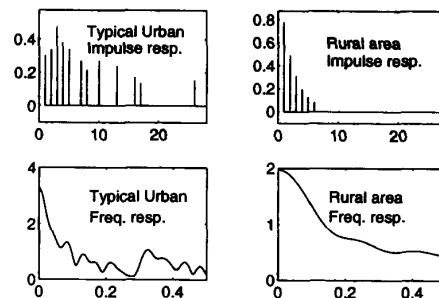 Typical Urban
Impulse resp.
0.4
0.2
0
0 10 20
Rural area
Impulse resp.
0.8
0.6
0.4
0.2
0
0 10 20
Typical Urban
Freq. resp.
4
2
0
0 0.2 0.4
Rural area
Freq. resp.
2
1
0
0 0.2 0.4